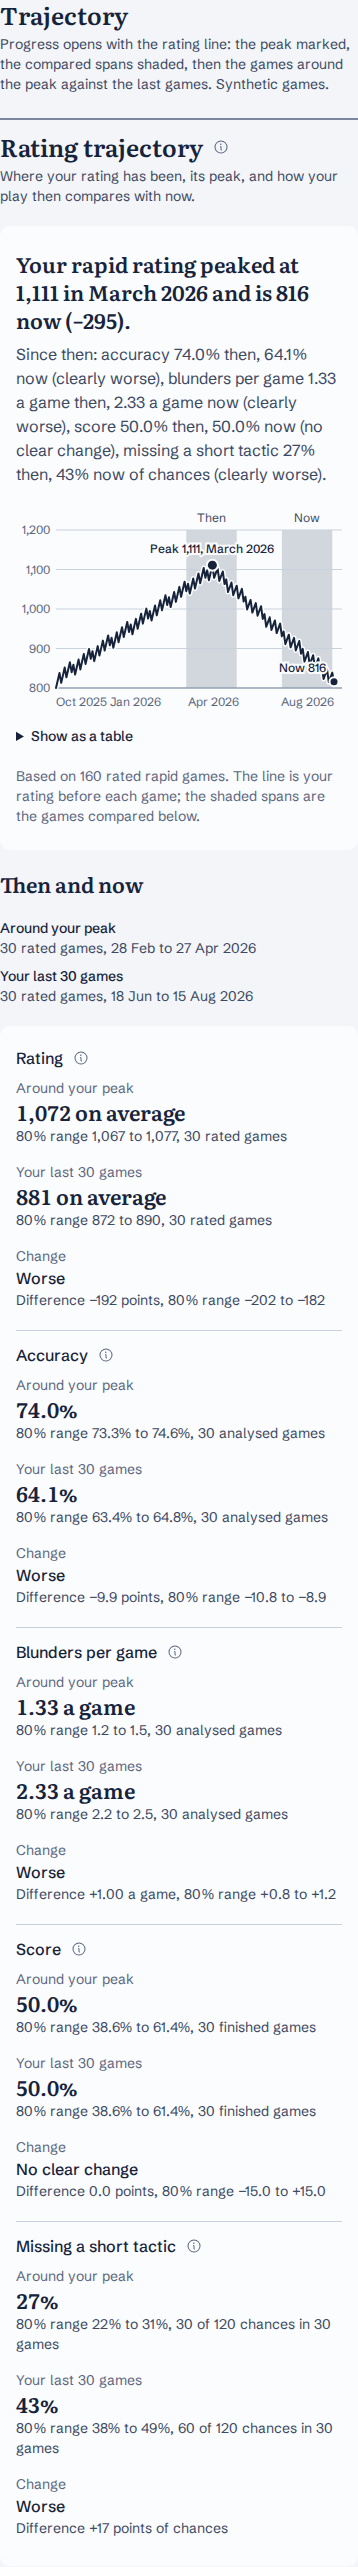 Trajectory
Progress opens with the rating line: the peak marked,
the compared spans shaded, then the games around
the peak against the last games. Synthetic games.
Rating trajectory
Where your rating has been, its peak, and how your
play then compares with now.
Your rapid rating peaked at
1,111 in March 2026 and is 816
now (−295).
Since then: accuracy 74.0% then, 64.1%
now (clearly worse), blunders per game 1.33
a game then, 2.33 a game now (clearly
worse), score 50.0% then, 50.0% now (no
clear change), missing a short tactic 27%
then, 43% now of chances (clearly worse).
Then Now
1,200
Peak 1,111, March 2026
1,100
1,000
900
Now 816
800
Oct 2025 Jan 2026 Apr 2026 Aug 2026
Show as a table
Based on 160 rated rapid games. The line is your
rating before each game; the shaded spans are
the games compared below.
Then and now
Around your peak
30 rated games, 28 Feb to 27 Apr 2026
Your last 30 games
30 rated games, 18 Jun to 15 Aug 2026
Rating
Around your peak
1,072 on average
80% range 1,067 to 1,077, 30 rated games
Your last 30 games
881 on average
80% range 872 to 890, 30 rated games
Change
Worse
Difference −192 points, 80% range −202 to −182
Accuracy
Around your peak
74.0%
80% range 73.3% to 74.6%, 30 analysed games
Your last 30 games
64.1%
80% range 63.4% to 64.8%, 30 analysed games
Change
Worse
Difference −9.9 points, 80% range −10.8 to −8.9
Blunders per game
Around your peak
1.33 a game
80% range 1.2 to 1.5, 30 analysed games
Your last 30 games
2.33 a game
80% range 2.2 to 2.5, 30 analysed games
Change
Worse
Difference +1.00 a game, 80% range +0.8 to +1.2
Score
Around your peak
50.0%
80% range 38.6% to 61.4%, 30 finished games
Your last 30 games
50.0%
80% range 38.6% to 61.4%, 30 finished games
Change
No clear change
Difference 0.0 points, 80% range −15.0 to +15.0
Missing a short tactic
Around your peak
27%
80% range 22% to 31%, 30 of 120 chances in 30
games
Your last 30 games
43%
80% range 38% to 49%, 60 of 120 chances in 30
games
Change
Worse
Difference +17 points of chances